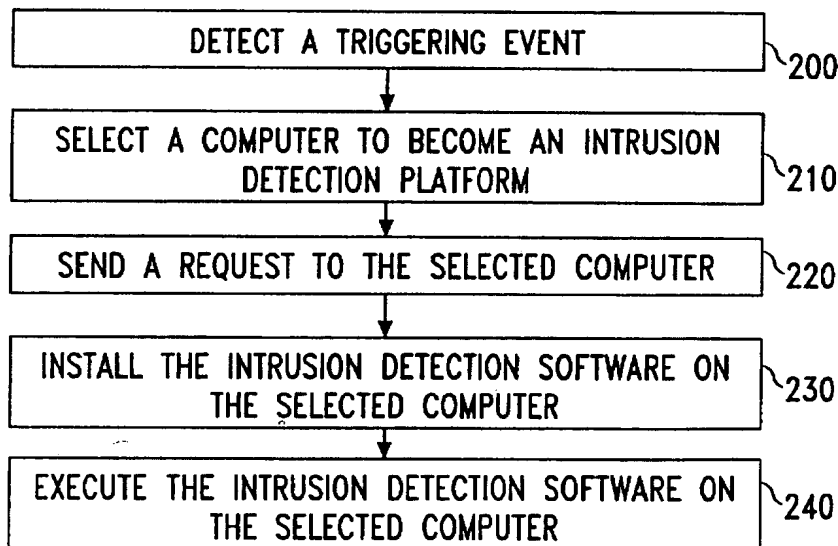 DETECT A TRIGGERING EVENT
200
SELECT A COMPUTER TO BECOME AN INTRUSION
DETECTION PLATFORM
210
SEND A REQUEST TO THE SELECTED COMPUTER
220
INSTALL THE INTRUSION DETECTION SOFTWARE ON
THE SELECTED COMPUTER
230
EXECUTE THE INTRUSION DETECTION SOFTWARE ON
THE SELECTED COMPUTER
240